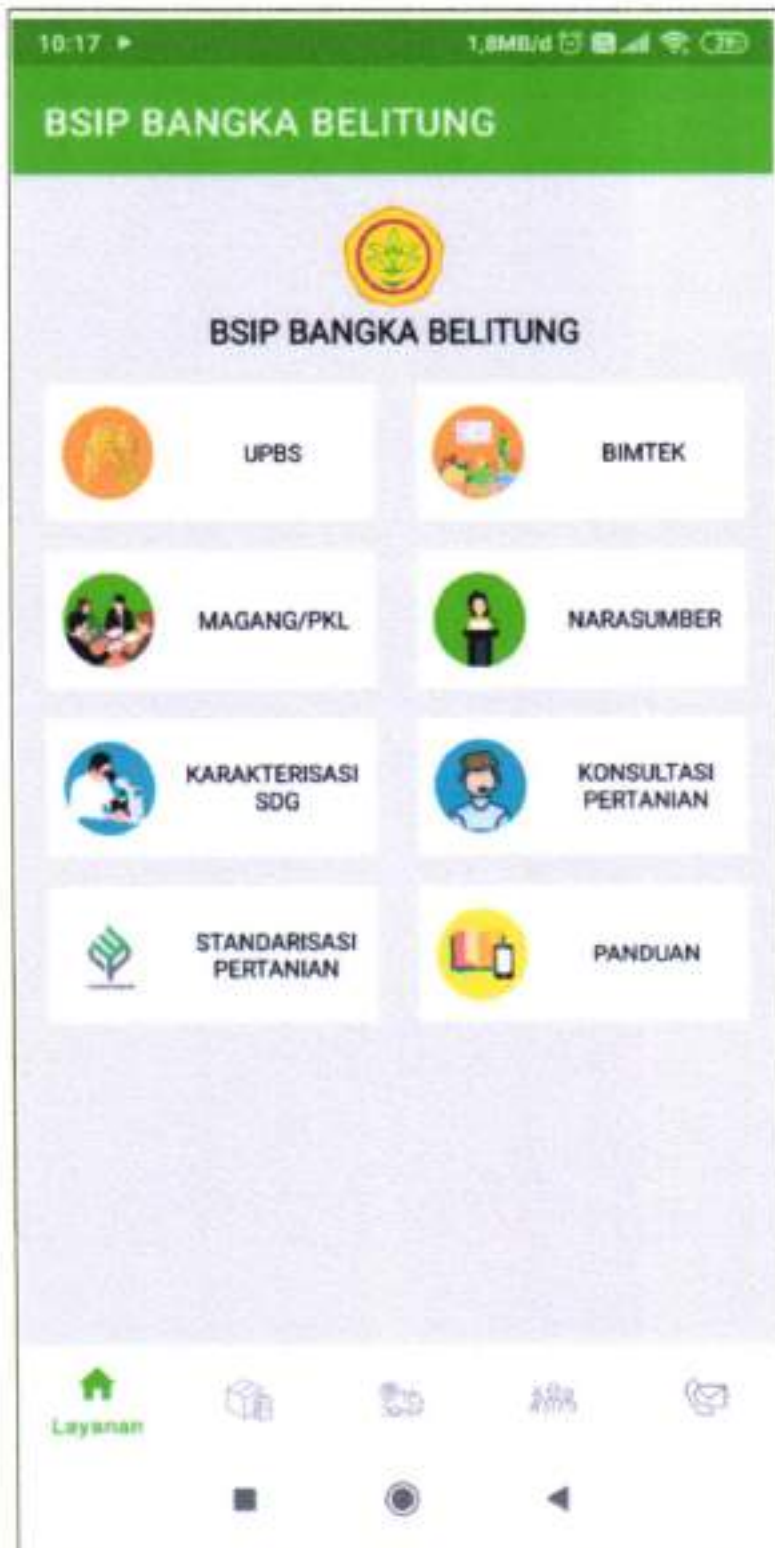 10:17 1,8MB/d 28
BSIP BANGKA BELITUNG
BSIP BANGKA BELITUNG
UPBS
BIMTEK
MAGANG/PKL
NARASUMBER
KARAKTERISASI
SDG
KONSULTASI
PERTANIAN
STANDARISASI
PERTANIAN
PANDUAN
Layanan